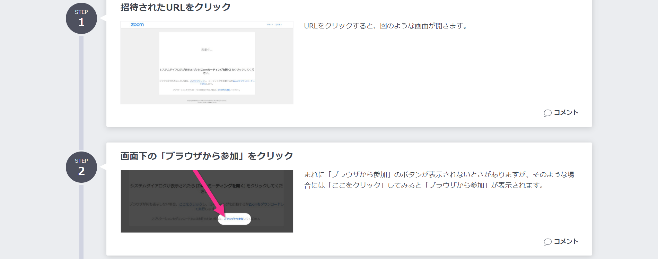 STEP
1
招待されたURLをクリック
zoom
URLをクリックすると、図のような画面が開きます。
コメント
STEP
2
画面下の「ブラウザから参加」をクリック
まれに「ブラウザから参加」のボタンが表示されないときがありますが、そのような場
合には「ここをクリック」してみると「ブラウザから参加」が表示されます。
コメント